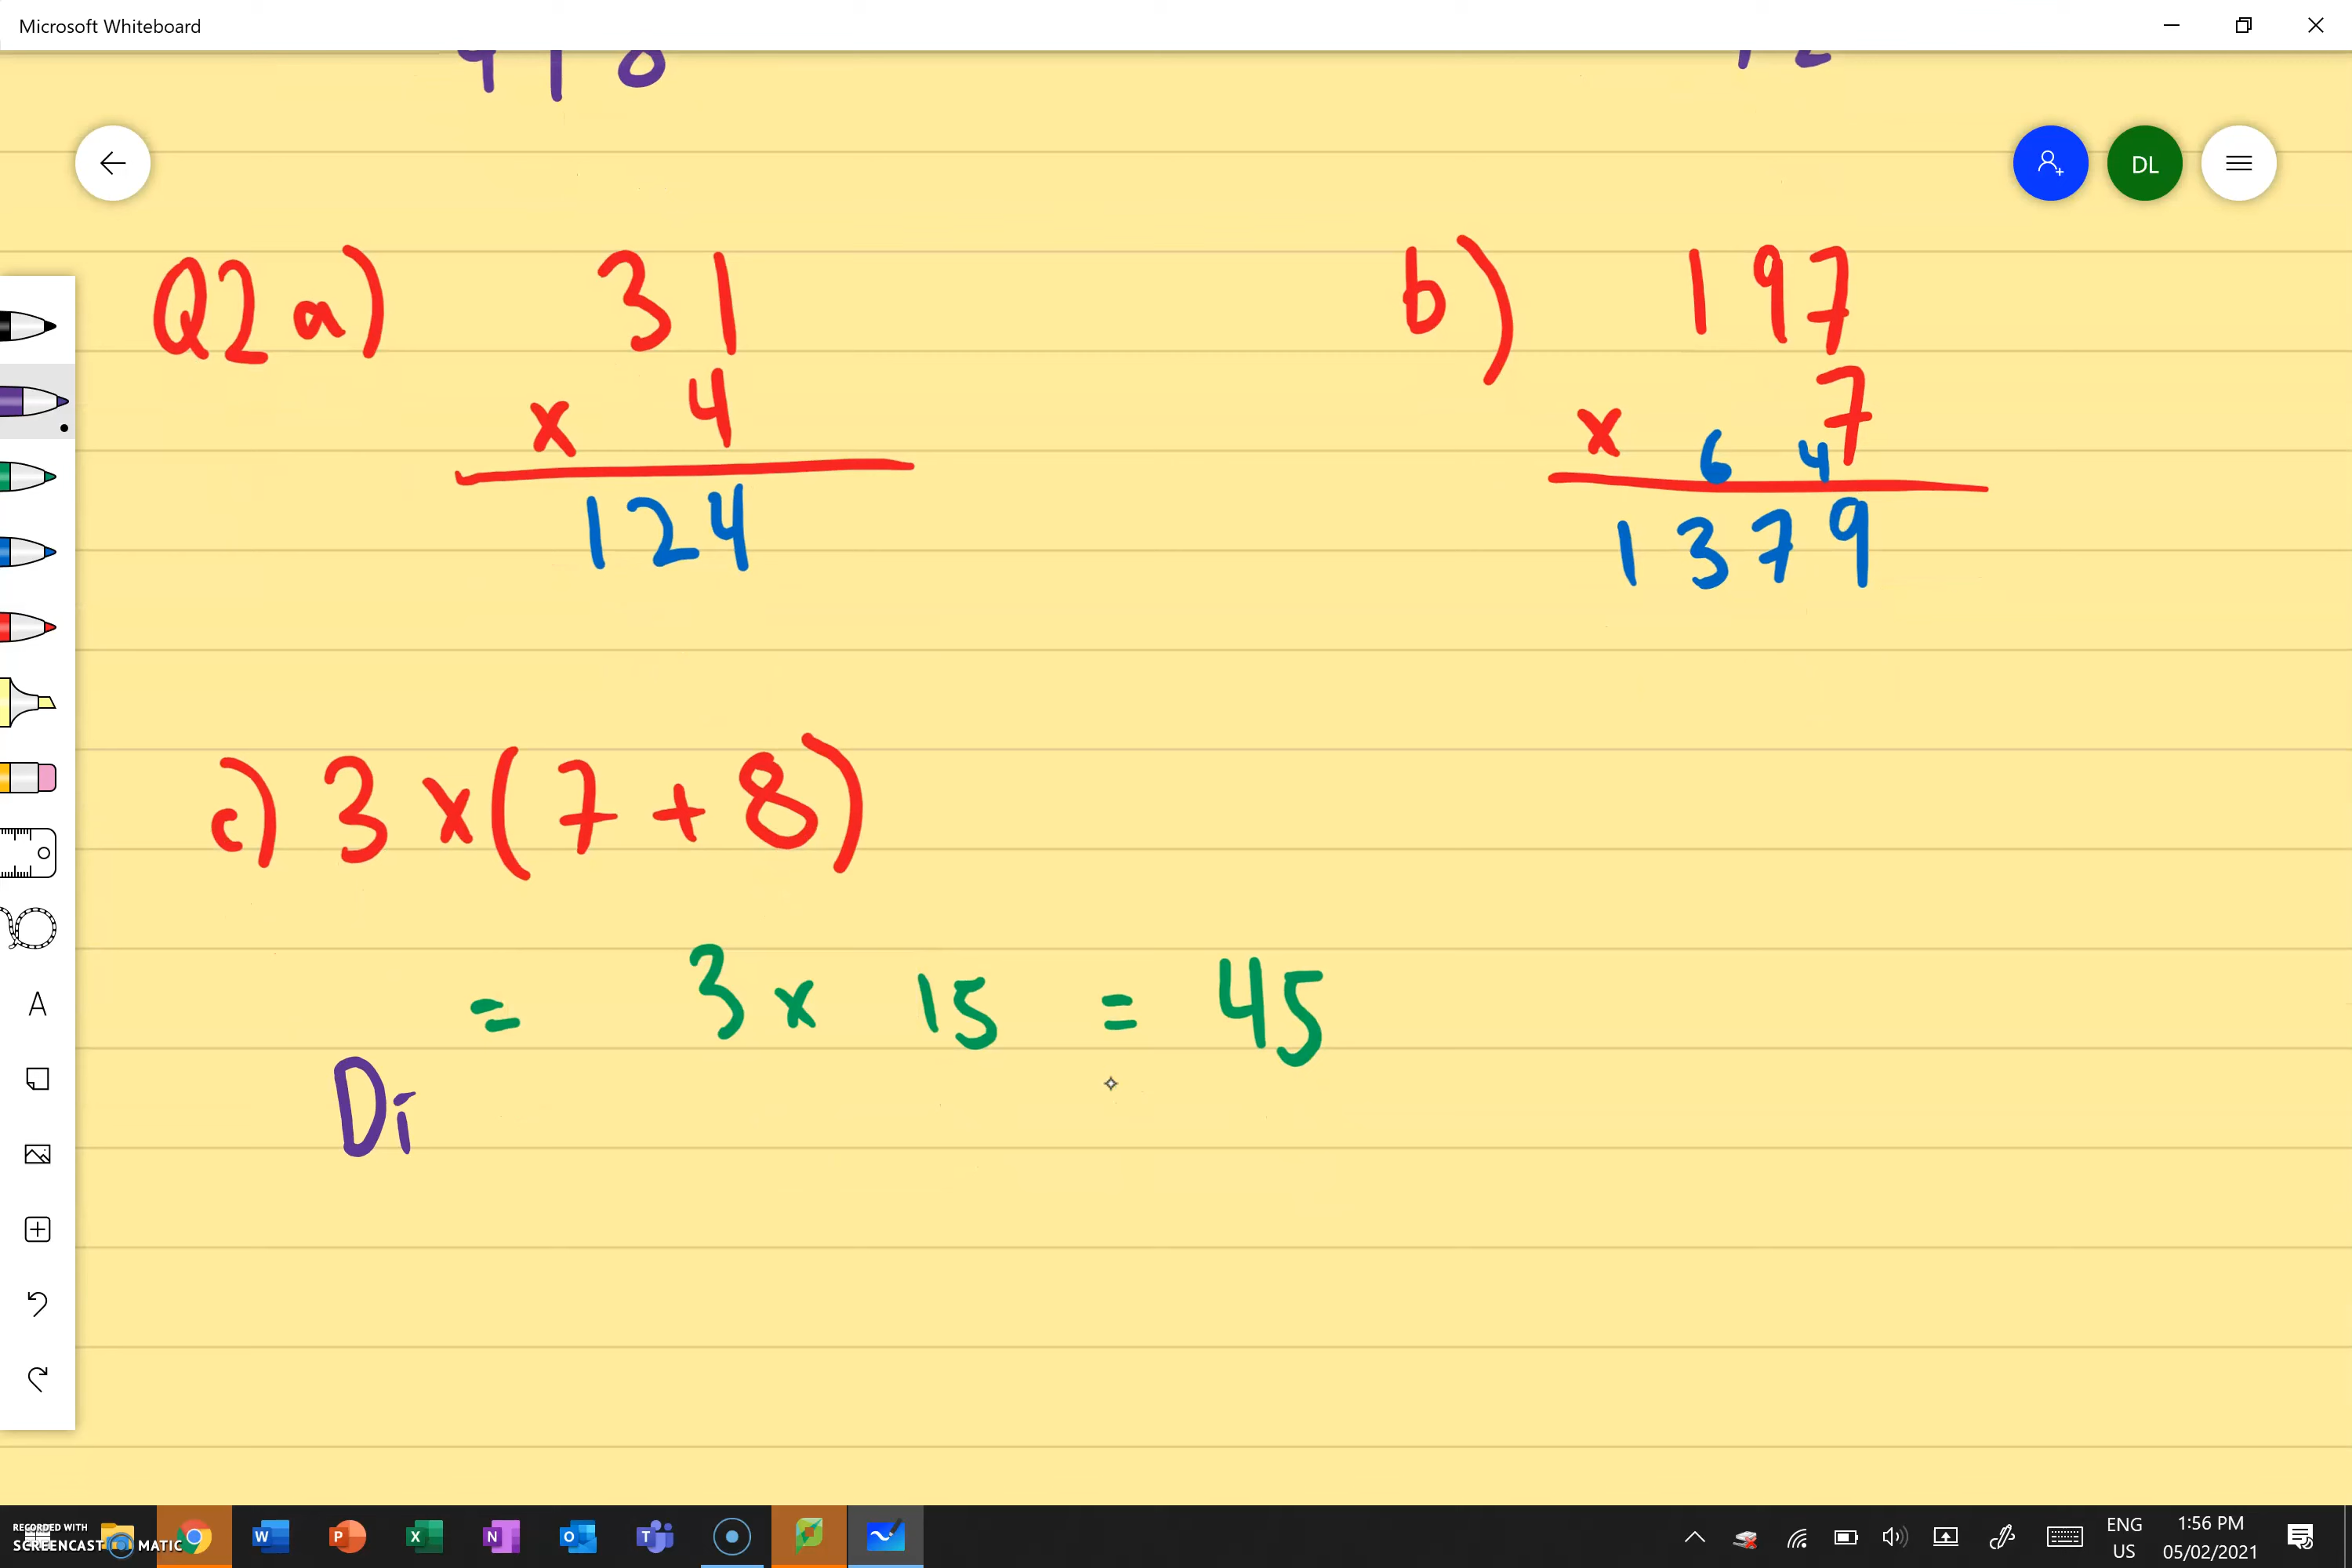 Microsoft Whiteboard
DL
Q2 a) 31
x 4
124
b) 197
x 7
6 4
1379
c) 3 x (7 + 8)
= 3 x 15 = 45
Di
A
RECORDED WITH
SCREENCAST MATIC
ENG
US
1:56 PM
05/02/2021